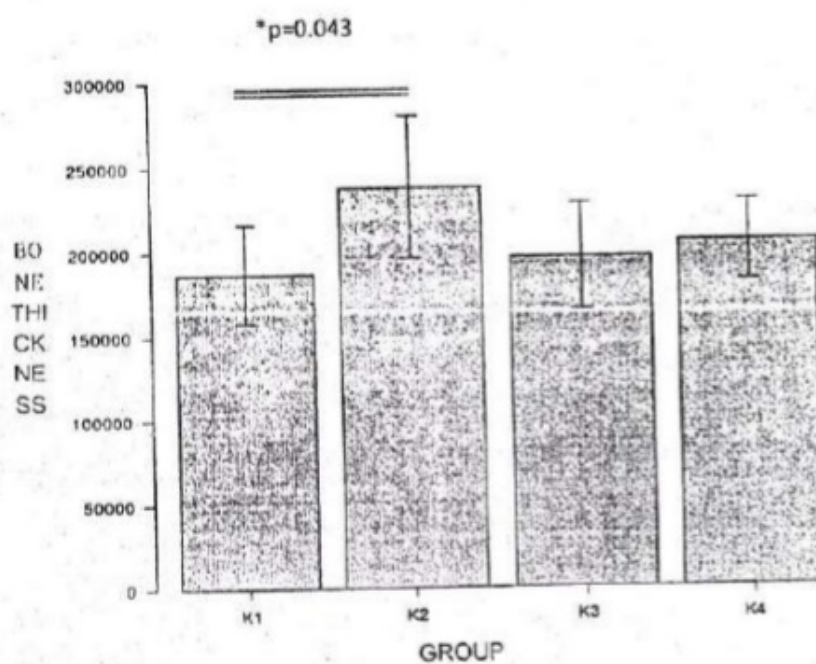 *p=0.043
300000
250000
200000
150000
100000
50000
0
BO
NE
THI
CK
NE
SS
K1
K2
K3
K4
GROUP